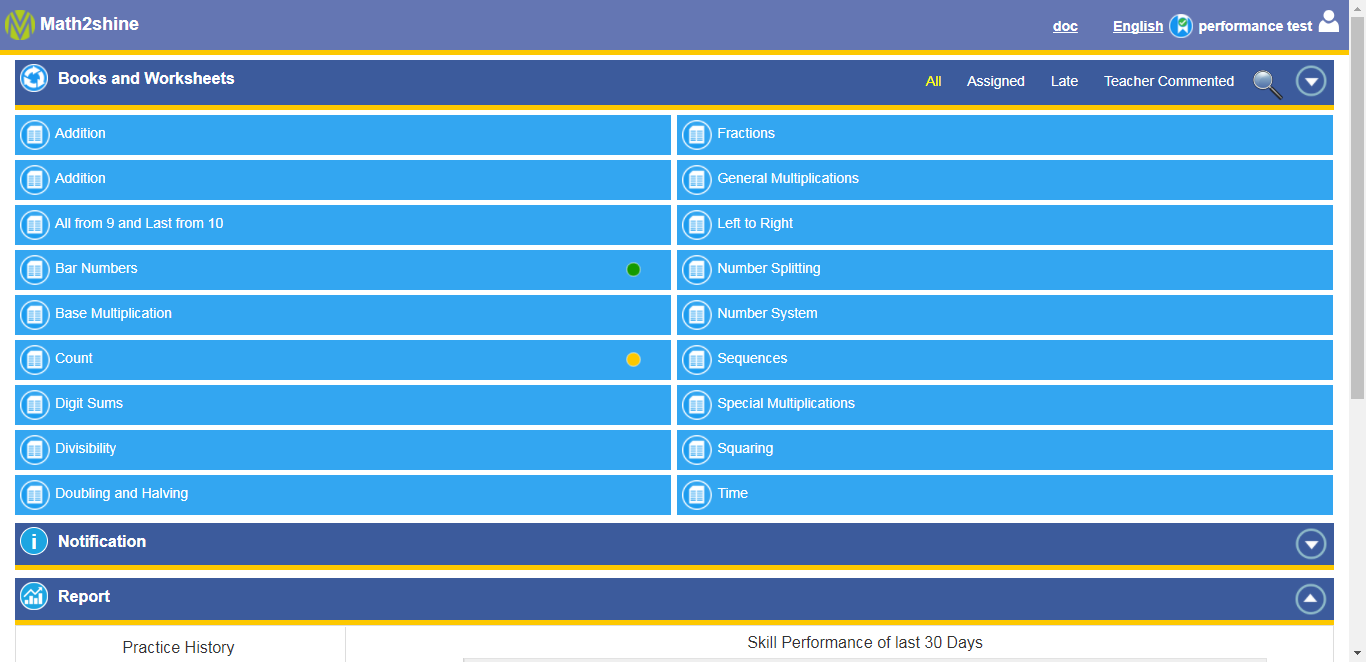 Math2shine
doc English performance test
Books and Worksheets
All Assigned Late Teacher Commented
Addition
Fractions
Addition
General Multiplications
All from 9 and Last from 10
Left to Right
Bar Numbers
Number Splitting
Base Multiplication
Number System
Count
Sequences
Digit Sums
Special Multiplications
Divisibility
Squaring
Doubling and Halving
Time
Notification
Report
Practice History
Skill Performance of last 30 Days